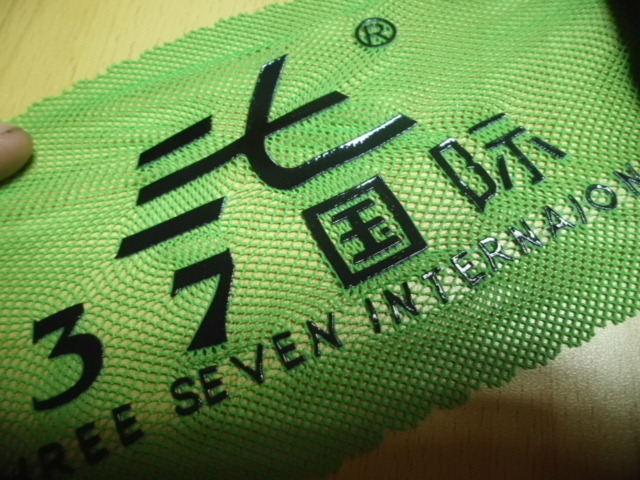 ®
三七
37国际
HREE SEVEN INTERNAION